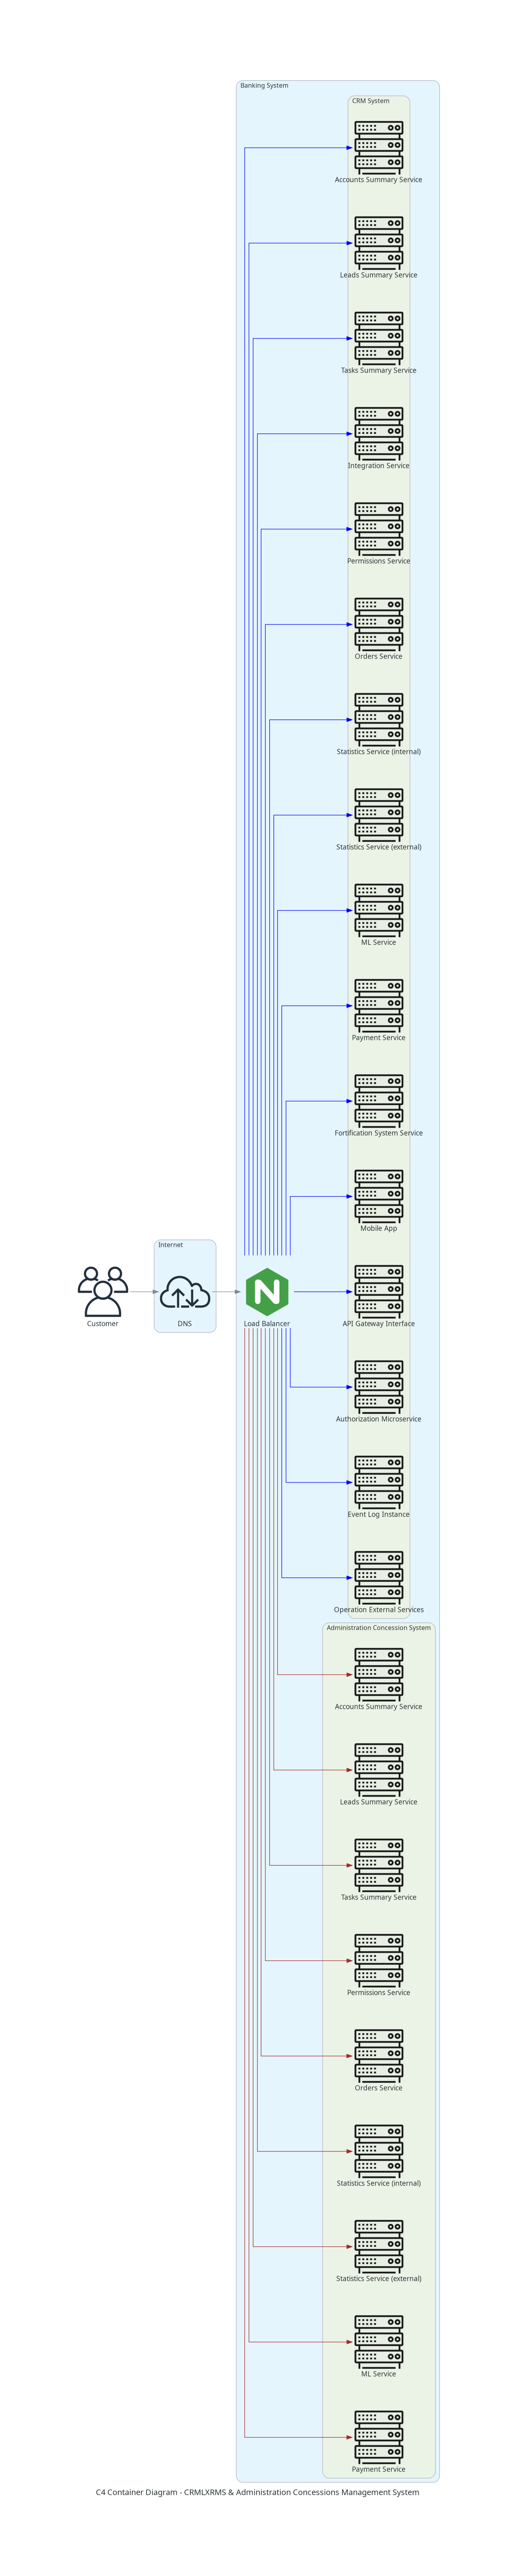 Banking System
CRM System
Accounts Summary Service
Leads Summary Service
Tasks Summary Service
Integration Service
Permissions Service
Orders Service
Statistics Service (internal)
Statistics Service (external)
ML Service
Payment Service
Fortification System Service
Mobile App
Internet
Customer
DNS
Load Balancer
API Gateway Interface
Authorization Microservice
Event Log Instance
Operation External Services
Administration Concession System
Accounts Summary Service
Leads Summary Service
Tasks Summary Service
Permissions Service
Orders Service
Statistics Service (internal)
Statistics Service (external)
ML Service
Payment Service
C4 Container Diagram - CRMLXRMS & Administration Concessions Management System